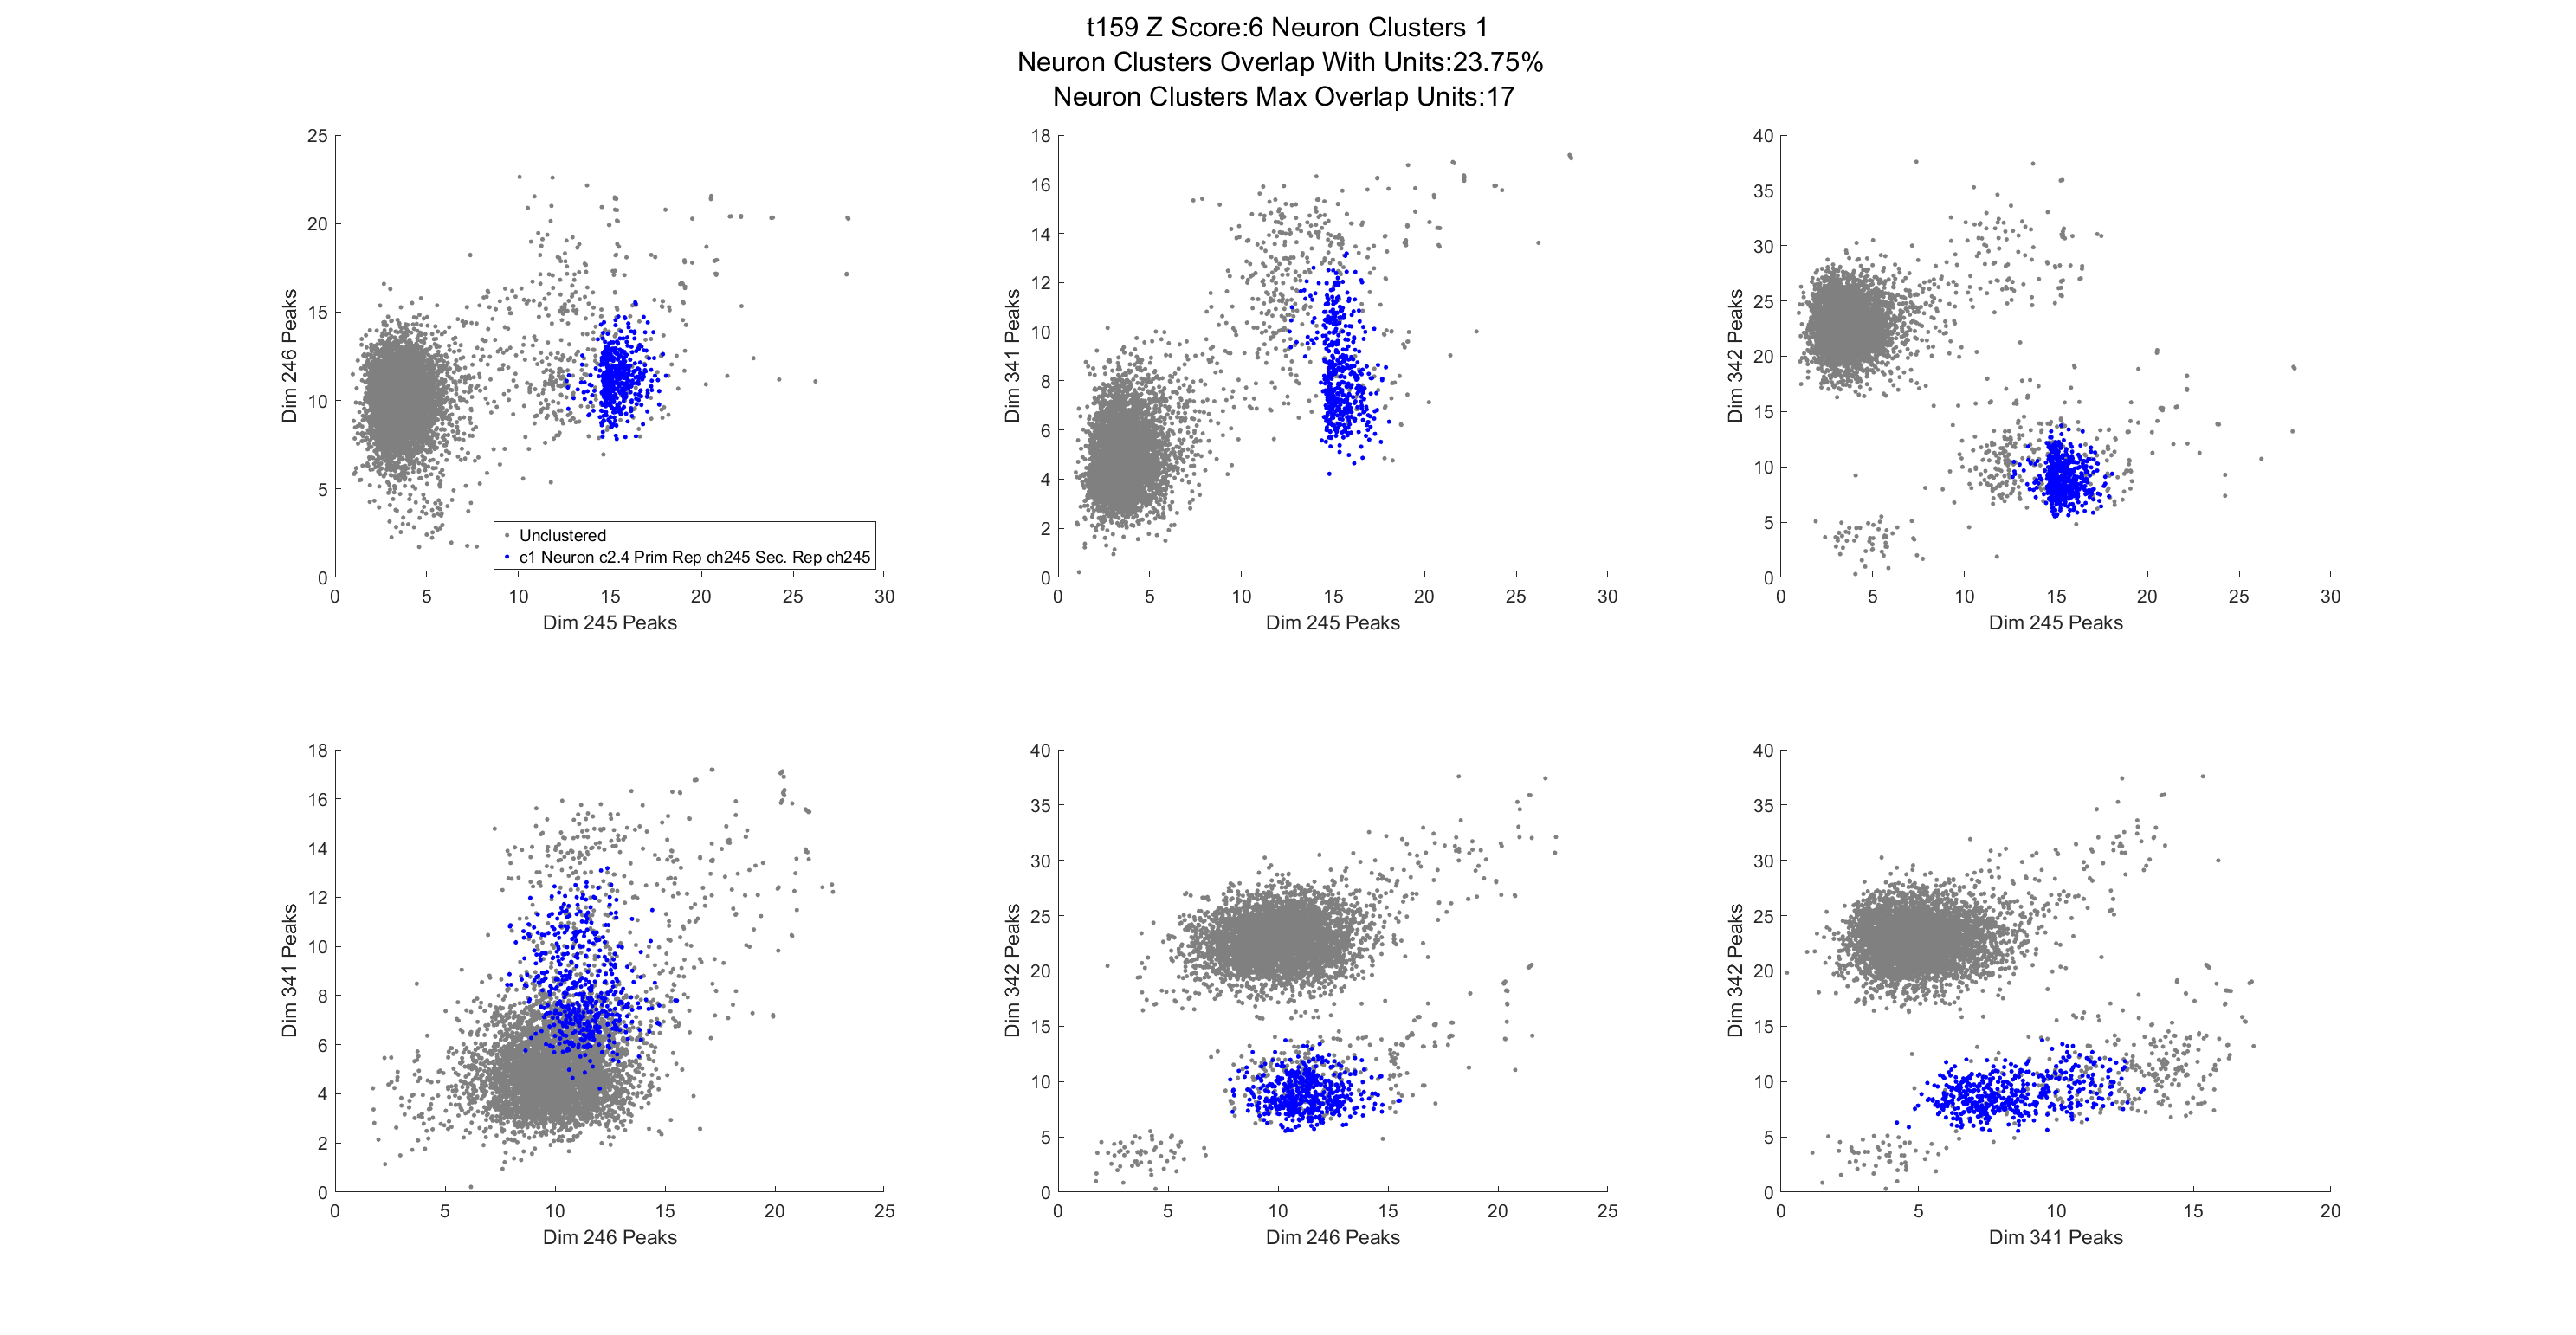 t159 Z Score:6 Neuron Clusters 1
Neuron Clusters Overlap With Units:23.75%
Neuron Clusters Max Overlap Units:17
25
20
15
10
5
0
Dim 246 Peaks
0 5 10 15 20 25 30
Dim 245 Peaks
Unclustered
c1 Neuron c2.4 Prim Rep ch245 Sec. Rep ch245
18
16
14
12
10
8
6
4
2
0
Dim 341 Peaks
0 5 10 15 20 25 30
Dim 245 Peaks
40
35
30
25
20
15
10
5
0
Dim 342 Peaks
0 5 10 15 20 25 30
Dim 245 Peaks
18
16
14
12
10
8
6
4
2
0
Dim 341 Peaks
0 5 10 15 20 25
Dim 246 Peaks
40
35
30
25
20
15
10
5
0
Dim 342 Peaks
0 5 10 15 20 25
Dim 246 Peaks
40
35
30
25
20
15
10
5
0
Dim 342 Peaks
0 5 10 15 20
Dim 341 Peaks